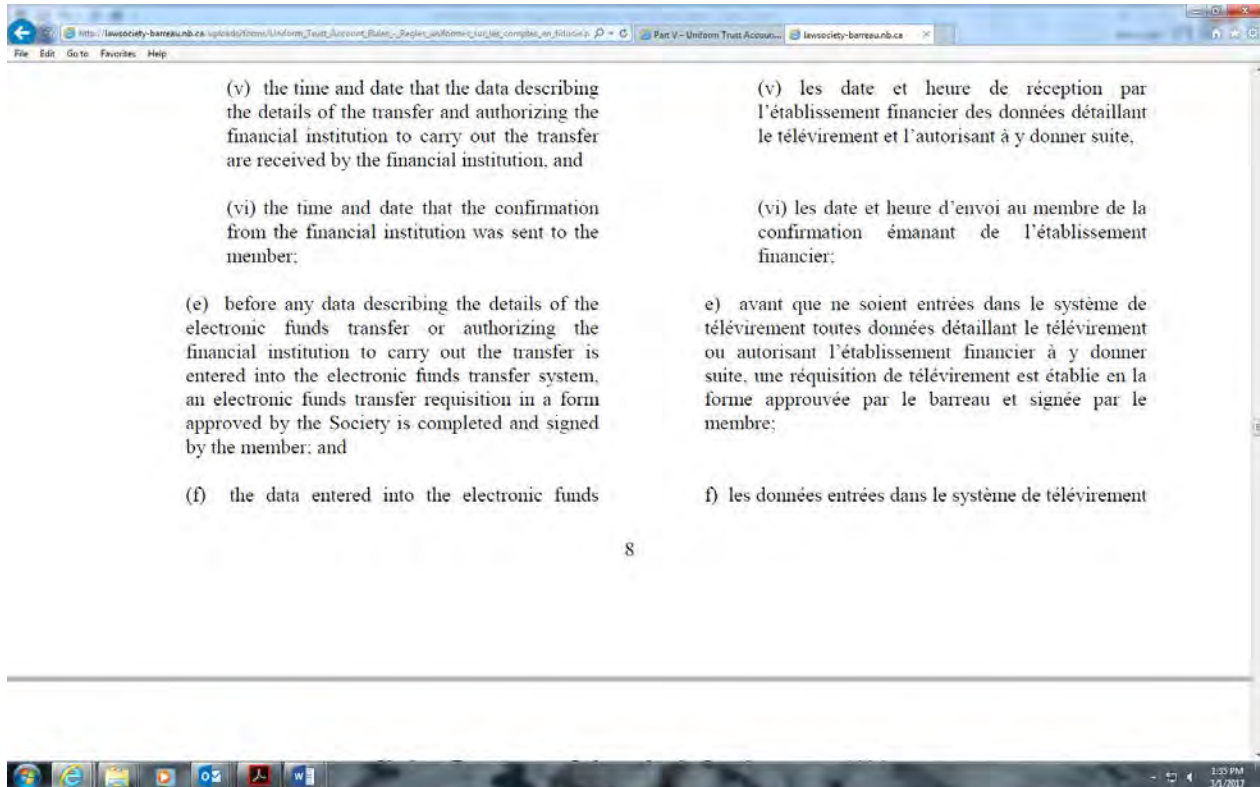 Part V – Uniform Trust Accoun...
lawsociety-barreau.nb.ca
File Edit Go to Favorites Help
(v) the time and date that the data describing
the details of the transfer and authorizing the
financial institution to carry out the transfer
are received by the financial institution, and
(vi) the time and date that the confirmation
from the financial institution was sent to the
member;
(e) before any data describing the details of the
electronic funds transfer or authorizing the
financial institution to carry out the transfer is
entered into the electronic funds transfer system,
an electronic funds transfer requisition in a form
approved by the Society is completed and signed
by the member; and
(f) the data entered into the electronic funds
(v) les date et heure de réception par
l’établissement financier des données détaillant
le télévirement et l’autorisant à y donner suite,
(vi) les date et heure d’envoi au membre de la
confirmation émanant de l’établissement
financier;
e) avant que ne soient entrées dans le système de
télévirement toutes données détaillant le télévirement
ou autorisant l’établissement financier à y donner
suite, une réquisition de télévirement est établie en la
forme approuvée par le barreau et signée par le
membre;
f) les données entrées dans le système de télévirement
8
1:35 PM
3/1/2017